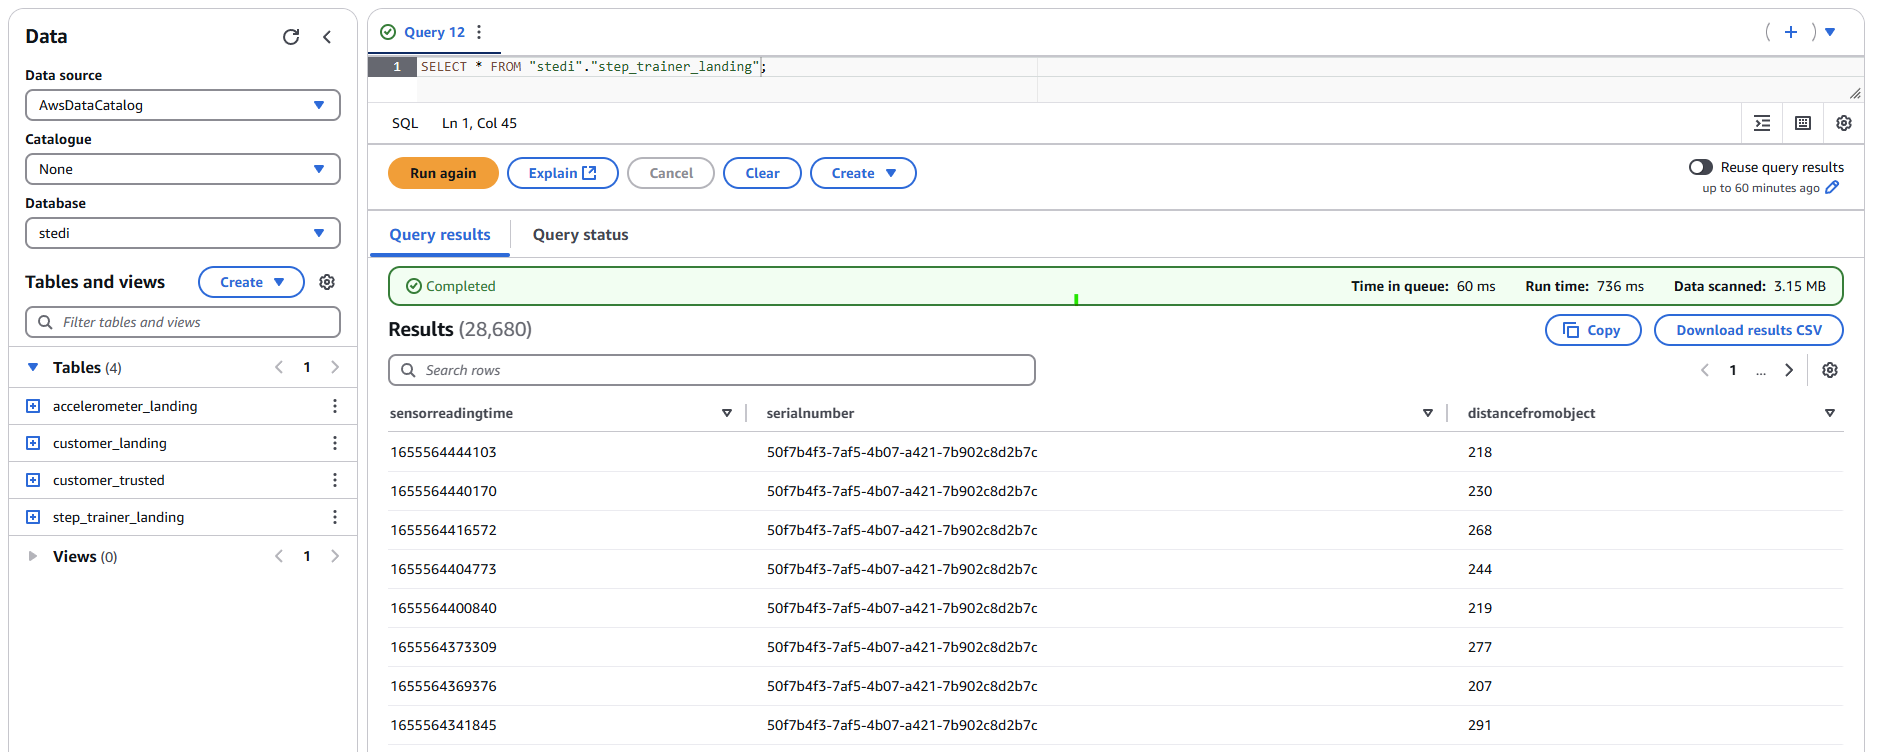 Data
Data source
AwsDataCatalog
Catalogue
None
Database
stedi
Tables and views
Create
Filter tables and views
Tables (4)
1
accelerometer_landing
customer_landing
customer_trusted
step_trainer_landing
Views (0)
1
Query 12
1 SELECT * FROM "stedi"."step_trainer_landing";
SQL Ln 1, Col 45
Run again Explain Cancel Clear Create
Reuse query results
up to 60 minutes ago
Query results Query status
Completed Time in queue: 60 ms Run time: 736 ms Data scanned: 3.15 MB
Results (28,680)
Copy Download results CSV
Search rows
1 ...
sensorreadingtime serialnumber distancefromobject
1655564444103 50f7b4f3-7af5-4b07-a421-7b902c8d2b7c 218
1655564440170 50f7b4f3-7af5-4b07-a421-7b902c8d2b7c 230
1655564416572 50f7b4f3-7af5-4b07-a421-7b902c8d2b7c 268
1655564404773 50f7b4f3-7af5-4b07-a421-7b902c8d2b7c 244
1655564400840 50f7b4f3-7af5-4b07-a421-7b902c8d2b7c 219
1655564373309 50f7b4f3-7af5-4b07-a421-7b902c8d2b7c 277
1655564369376 50f7b4f3-7af5-4b07-a421-7b902c8d2b7c 207
1655564341845 50f7b4f3-7af5-4b07-a421-7b902c8d2b7c 291